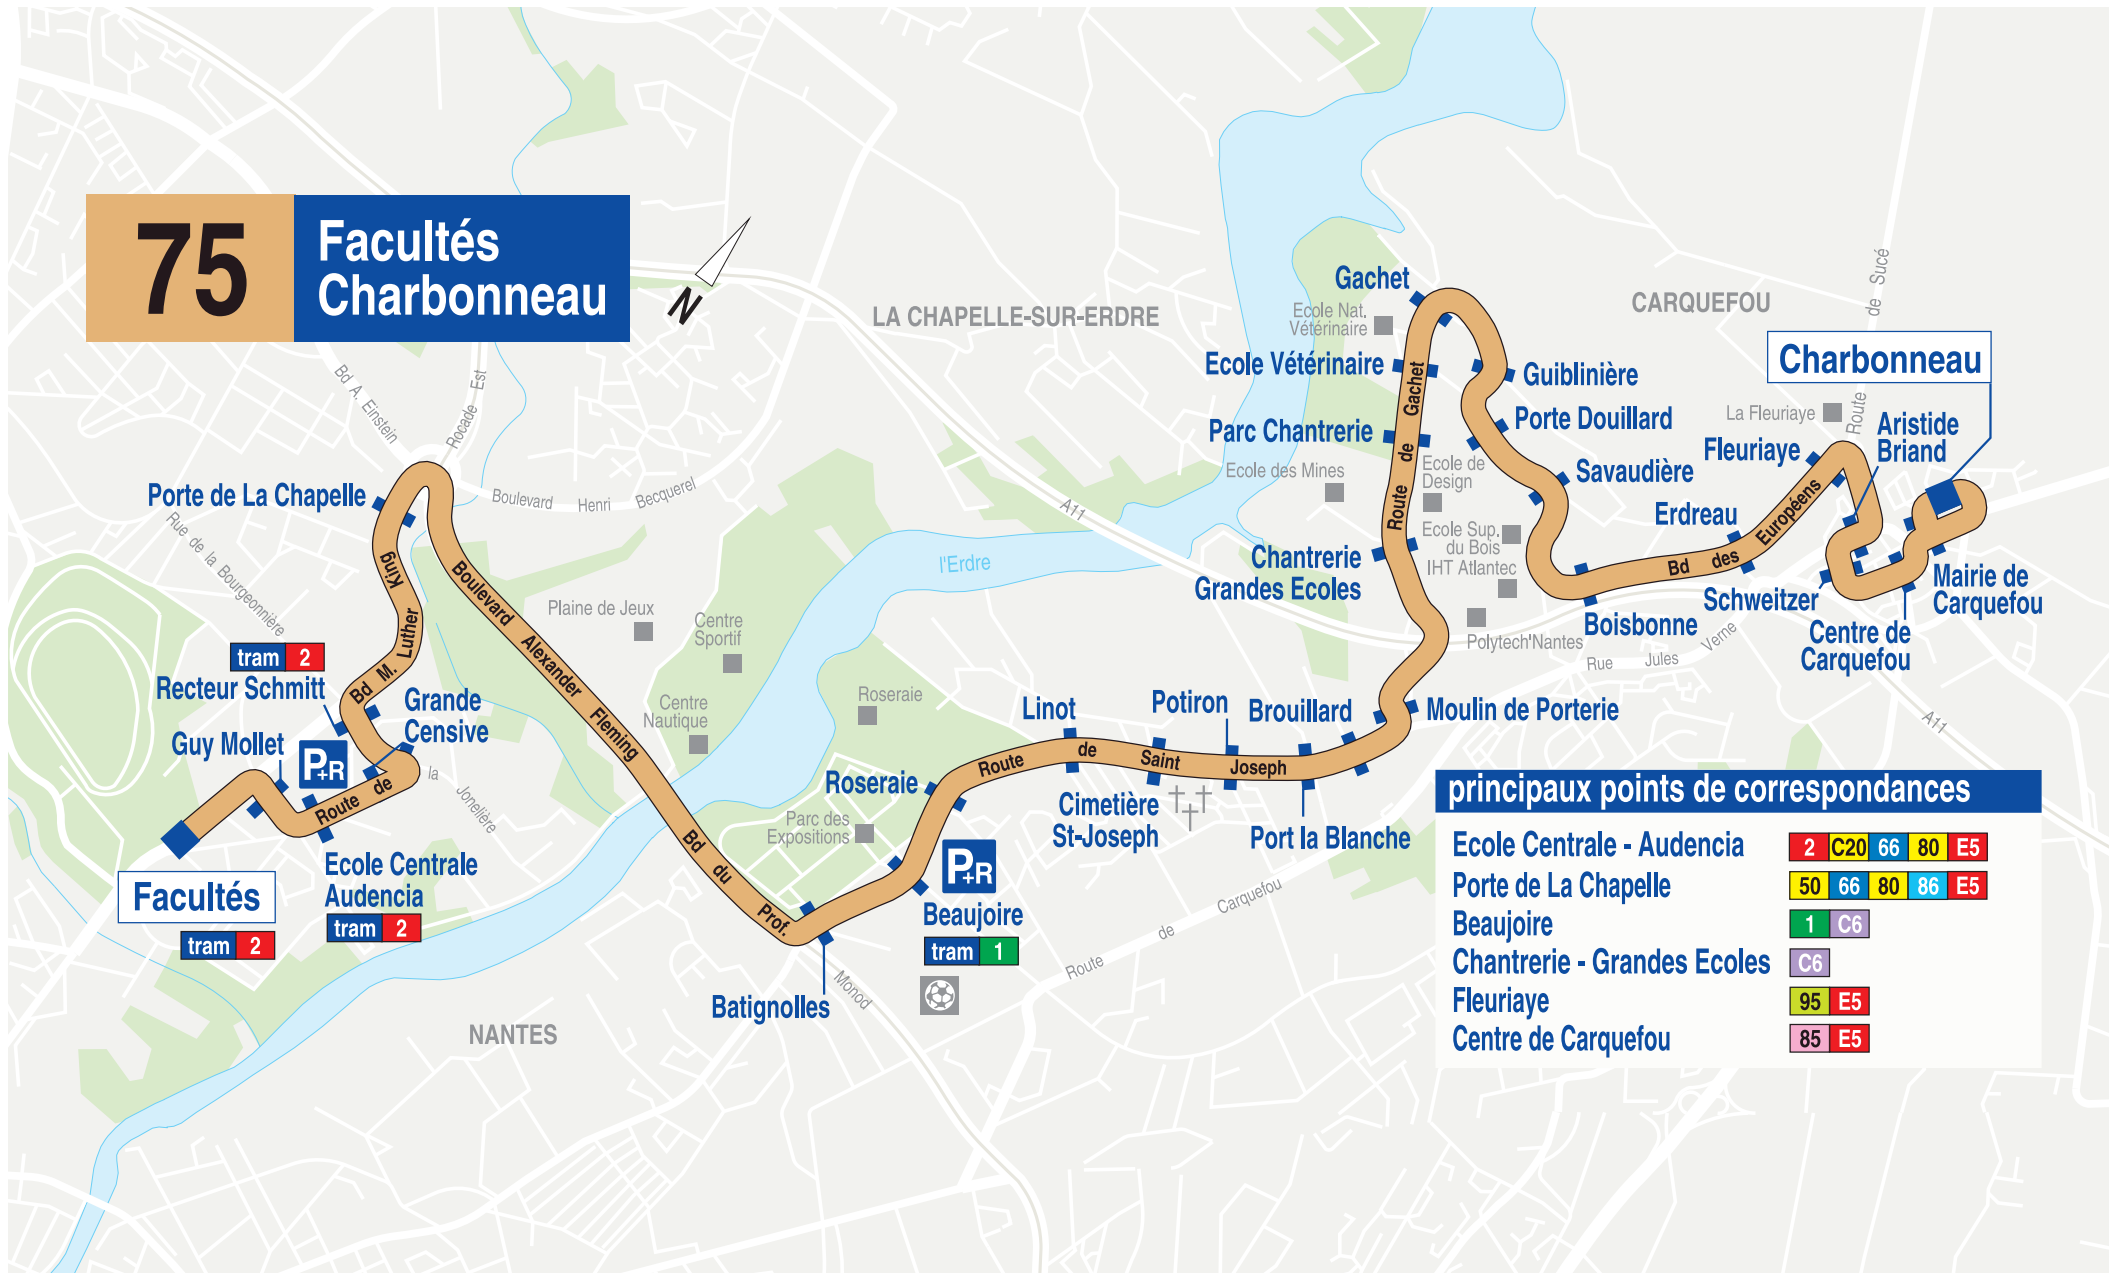 75
Facultés
Charbonneau
N
LA CHAPELLE-SUR-ERDRE
CARQUEFOU
NANTES
Bd A. Einstein
Rocade Est
Boulevard Henri Becquerel
Rue de la Bourgeonnière
Porte de La Chapelle
King
Luther
Bd M.
tram 2
Recteur Schmitt
Grande
Censive
Guy Mollet
P+R
Route de
la
Jonelière
Ecole Centrale
Audencia
tram 2
Facultés
tram 2
Boulevard Alexander Fleming
Plaine de Jeux
Centre
Sportif
Centre
Nautique
l'Erdre
A11
Roseraie
Parc des
Expositions
Bd du Prof.
Monod
Batignolles
Roseraie
P+R
Beaujoire
tram 1
Route de Saint Joseph
Linot
Cimetière
St-Joseph
Potiron
Brouillard
Port la Blanche
Moulin de Porterie
Route de Carquefou
Gachet
Ecole Nat.
Vétérinaire
Ecole Vétérinaire
Parc Chantrerie
Ecole des Mines
Route de Gachet
Chantrerie
Grandes Ecoles
Ecole de
Design
Ecole Sup.
du Bois
IHT Atlantec
Polytech'Nantes
Guiblinière
Porte Douillard
Savaudière
Boisbonne
Rue Jules Verne
Erdreau
Bd des Européens
Fleuriaye
La Fleuriaye
Route de Sucé
Charbonneau
Aristide
Briand
Schweitzer
Centre de
Carquefou
Mairie de
Carquefou
A11
principaux points de correspondances
Ecole Centrale - Audencia 2 C20 66 80 E5
Porte de La Chapelle 50 66 80 86 E5
Beaujoire 1 C6
Chantrerie - Grandes Ecoles C6
Fleuriaye 95 E5
Centre de Carquefou 85 E5